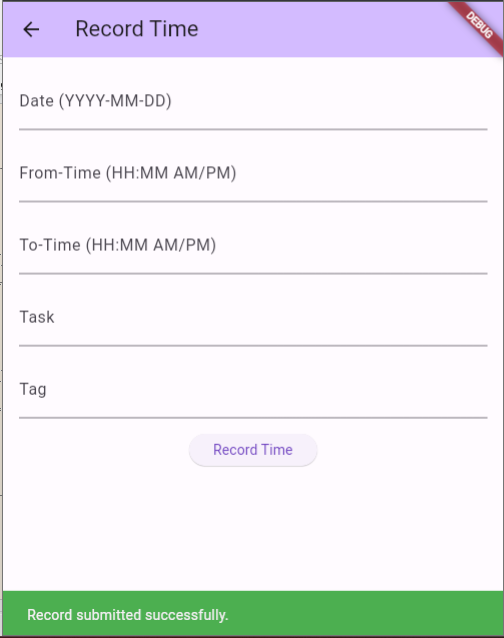 Record Time
DEBUG
Date (YYYY-MM-DD)
From-Time (HH:MM AM/PM)
To-Time (HH:MM AM/PM)
Task
Tag
Record Time
Record submitted successfully.